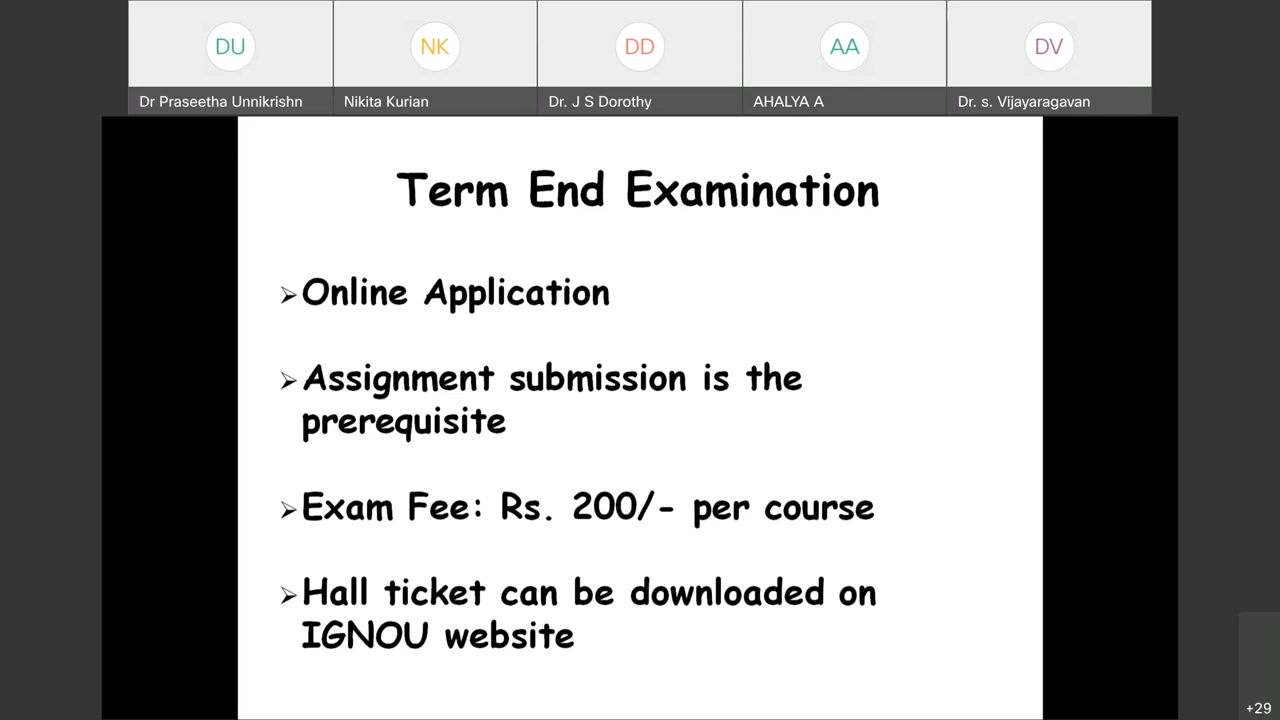 DU
NK
DD
AA
DV
Dr Praseetha Unnikrishn
Nikita Kurian
Dr. J S Dorothy
AHALYA A
Dr. s. Vijayaragavan
Term End Examination
➢Online Application
➢Assignment submission is the
prerequisite
➢Exam Fee: Rs. 200/- per course
➢Hall ticket can be downloaded on
IGNOU website
+29